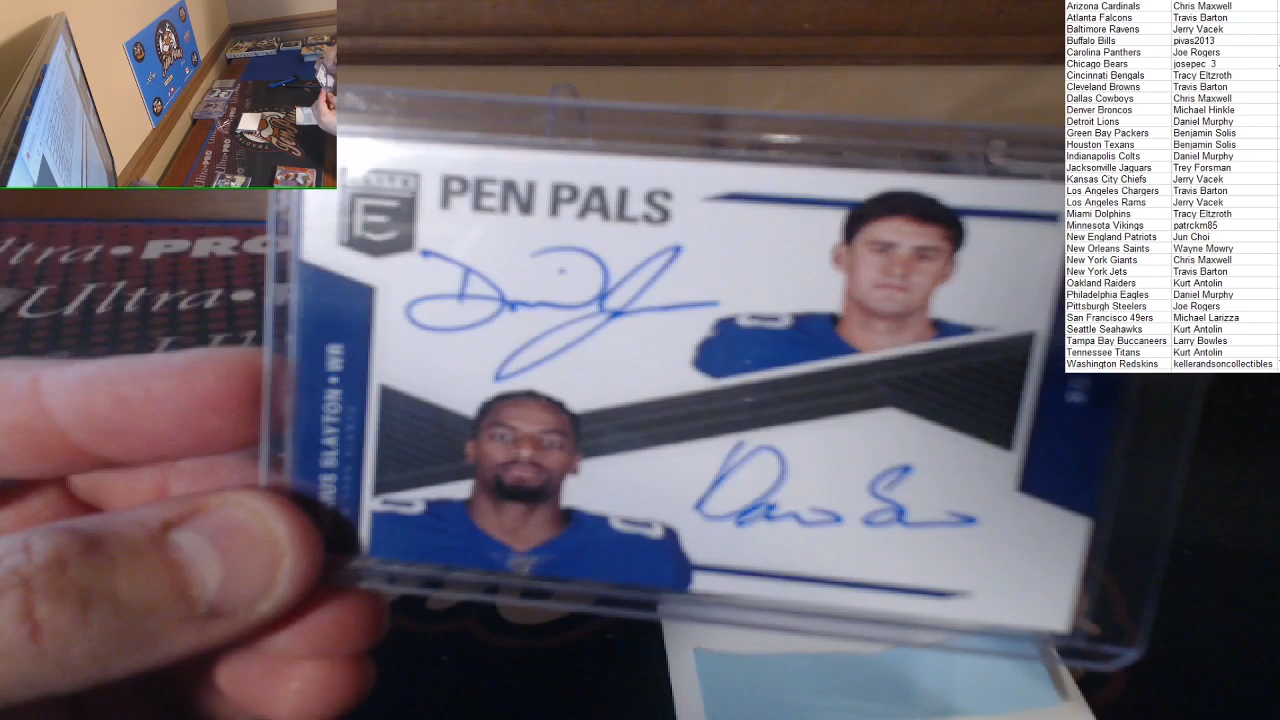 PEN PALS
ELITE
E
SLAYTON • WR
Ultra•PRO
Ultra•
Arizona Cardinals Chris Maxwell
Atlanta Falcons Travis Barton
Baltimore Ravens Jerry Vacek
Buffalo Bills pivas2013
Carolina Panthers Joe Rogers
Chicago Bears josepec_3
Cincinnati Bengals Tracy Eltzroth
Cleveland Browns Travis Barton
Dallas Cowboys Chris Maxwell
Denver Broncos Michael Hinkle
Detroit Lions Daniel Murphy
Green Bay Packers Benjamin Solis
Houston Texans Benjamin Solis
Indianapolis Colts Daniel Murphy
Jacksonville Jaguars Trey Forsman
Kansas City Chiefs Jerry Vacek
Los Angeles Chargers Travis Barton
Los Angeles Rams Jerry Vacek
Miami Dolphins Tracy Eltzroth
Minnesota Vikings patrckm85
New England Patriots Jun Choi
New Orleans Saints Wayne Mowry
New York Giants Chris Maxwell
New York Jets Travis Barton
Oakland Raiders Kurt Antolin
Philadelphia Eagles Daniel Murphy
Pittsburgh Steelers Joe Rogers
San Francisco 49ers Michael Larizza
Seattle Seahawks Kurt Antolin
Tampa Bay Buccaneers Larry Bowles
Tennessee Titans Kurt Antolin
Washington Redskins kellerandsoncollectibles